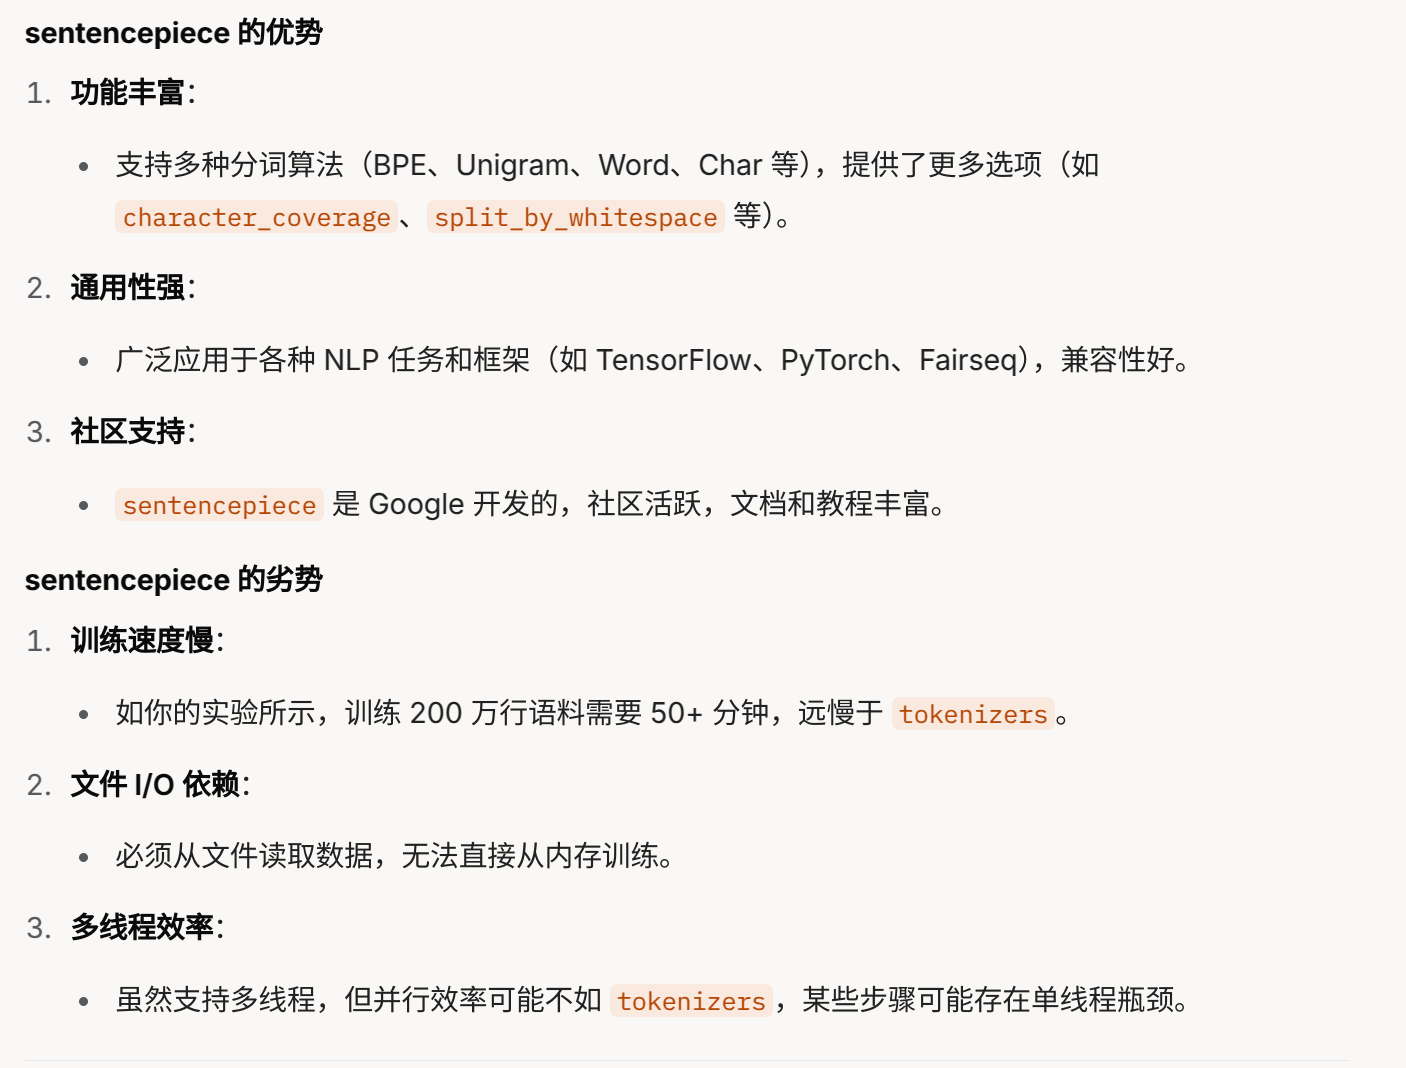 sentencepiece 的优势
1. 功能丰富：
• 支持多种分词算法（BPE、Unigram、Word、Char 等），提供了更多选项（如
character_coverage、split_by_whitespace 等）。
2. 通用性强：
• 广泛应用于各种 NLP 任务和框架（如 TensorFlow、PyTorch、Fairseq），兼容性好。
3. 社区支持：
• sentencepiece 是 Google 开发的，社区活跃，文档和教程丰富。
sentencepiece 的劣势
1. 训练速度慢：
• 如你的实验所示，训练 200 万行语料需要 50+ 分钟，远慢于 tokenizers。
2. 文件 I/O 依赖：
• 必须从文件读取数据，无法直接从内存训练。
3. 多线程效率：
• 虽然支持多线程，但并行效率可能不如 tokenizers，某些步骤可能存在单线程瓶颈。